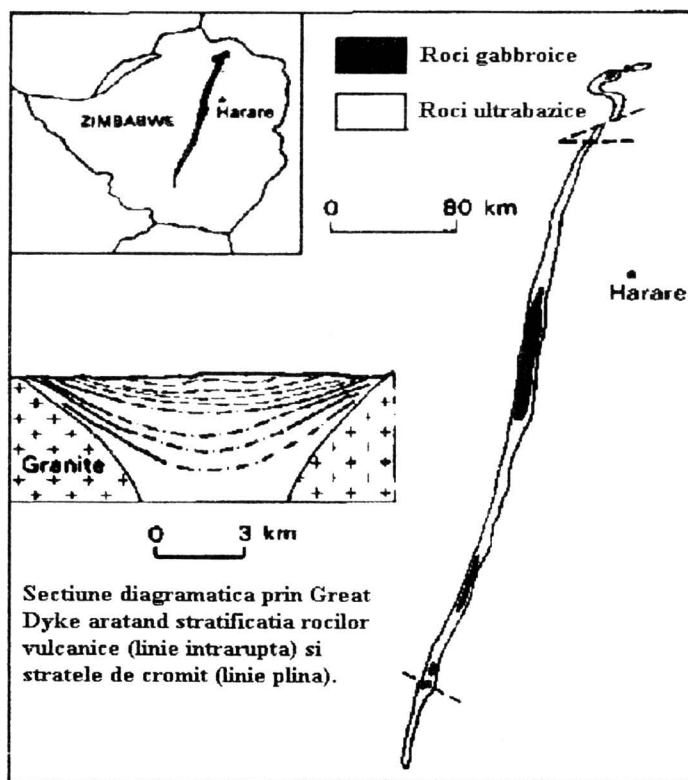 ZIMBABWE
Harare
Roci gabbroice
Roci ultrabazice
0 80 km
Harare
Granite
0 3 km
Sectiune diagramatica prin Great
Dyke aratand stratificatia rocilor
vulcanice (linie intrarupta) si
stratele de cromit (linie plina).